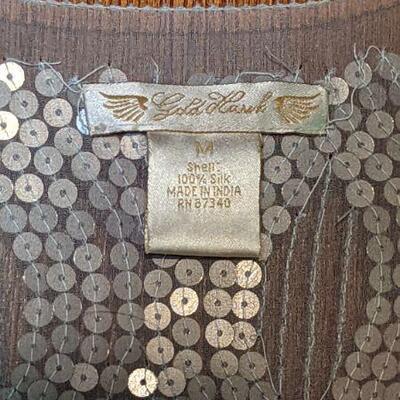 Gold Hawk
M
Shell:
100% Silk
MADE IN INDIA
RN 87340